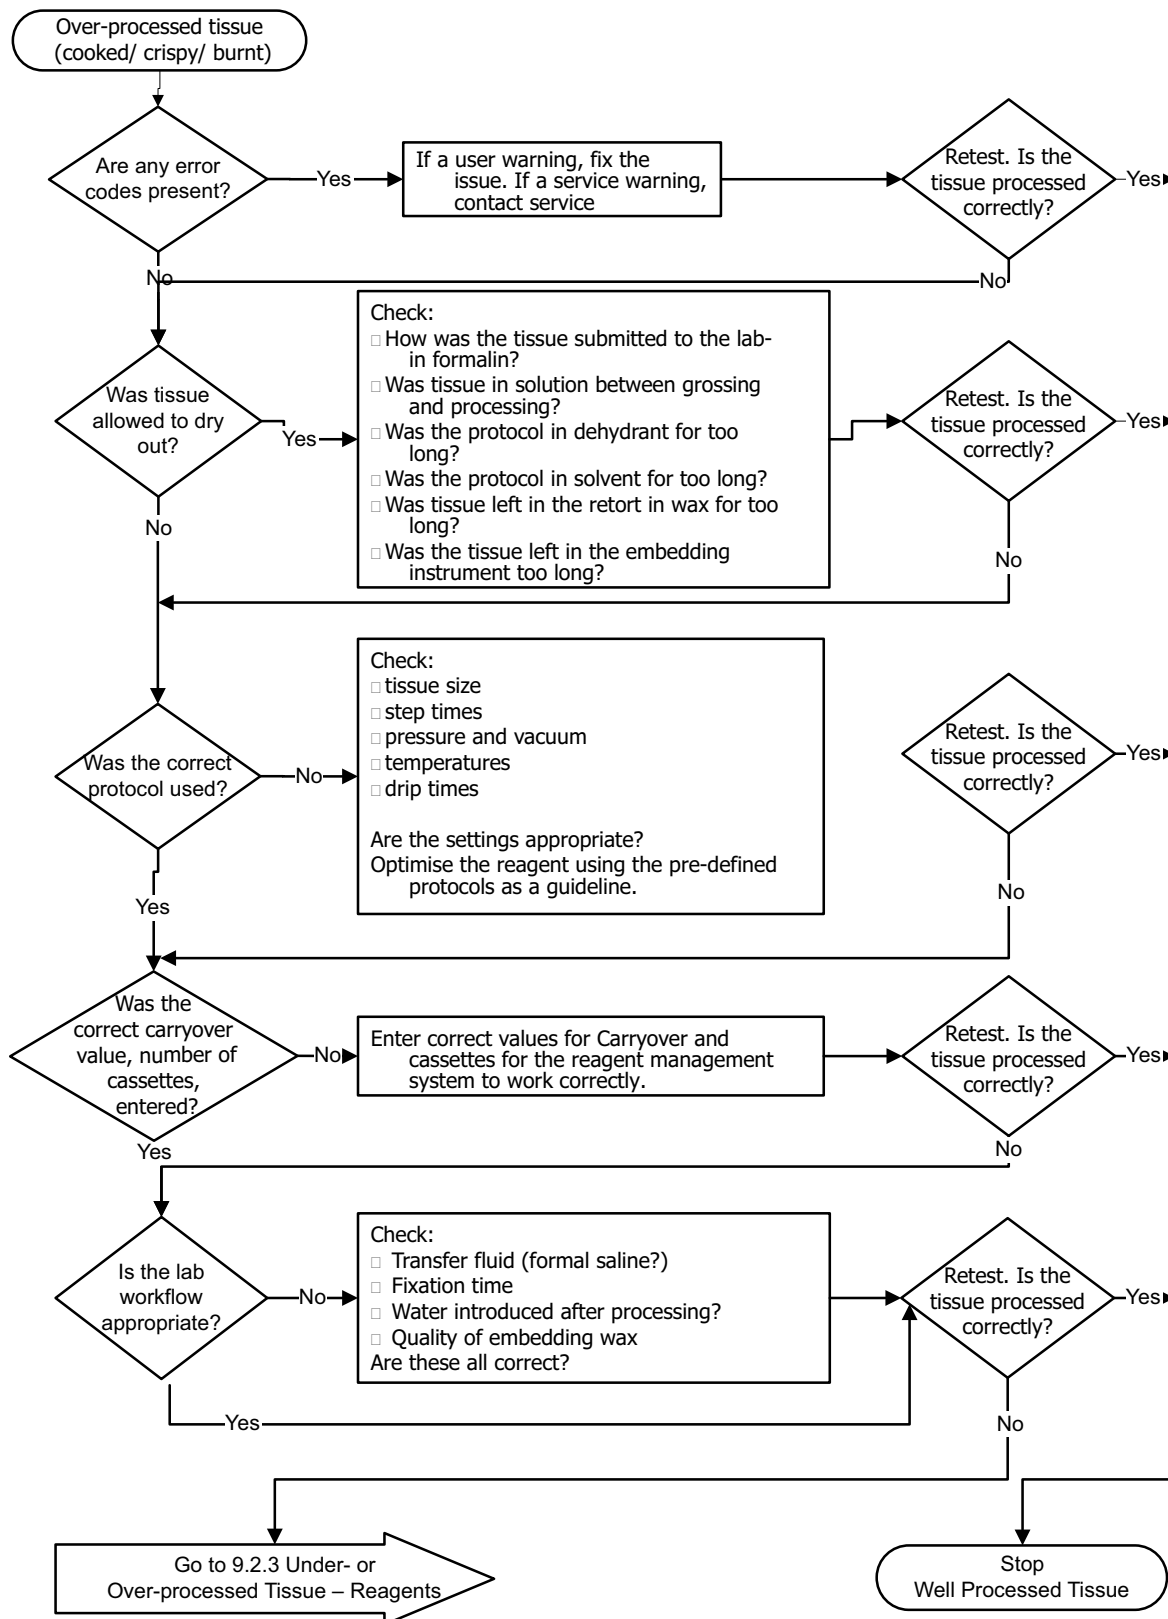 Over-processed tissue
(cooked/ crispy/ burnt)
Are any error
codes present?
Yes
If a user warning, fix the
issue. If a service warning,
contact service
Retest. Is the
tissue processed
correctly?
Yes
No
No
Was tissue
allowed to dry
out?
Yes
Check:
□ How was the tissue submitted to the lab-
in formalin?
□ Was tissue in solution between grossing
and processing?
□ Was the protocol in dehydrant for too
long?
□ Was the protocol in solvent for too long?
□ Was tissue left in the retort in wax for too
long?
□ Was the tissue left in the embedding
instrument too long?
Retest. Is the
tissue processed
correctly?
Yes
No
No
Was the correct
protocol used?
No
Check:
□ tissue size
□ step times
□ pressure and vacuum
□ temperatures
□ drip times
Are the settings appropriate?
Optimise the reagent using the pre-defined
protocols as a guideline.
Retest. Is the
tissue processed
correctly?
Yes
Yes
No
Was the
correct carryover
value, number of
cassettes,
entered?
No
Enter correct values for Carryover and
cassettes for the reagent management
system to work correctly.
Retest. Is the
tissue processed
correctly?
Yes
Yes
No
Is the lab
workflow
appropriate?
No
Check:
□ Transfer fluid (formal saline?)
□ Fixation time
□ Water introduced after processing?
□ Quality of embedding wax
Are these all correct?
Retest. Is the
tissue processed
correctly?
Yes
Yes
No
Go to 9.2.3 Under- or
Over-processed Tissue – Reagents
Stop
Well Processed Tissue